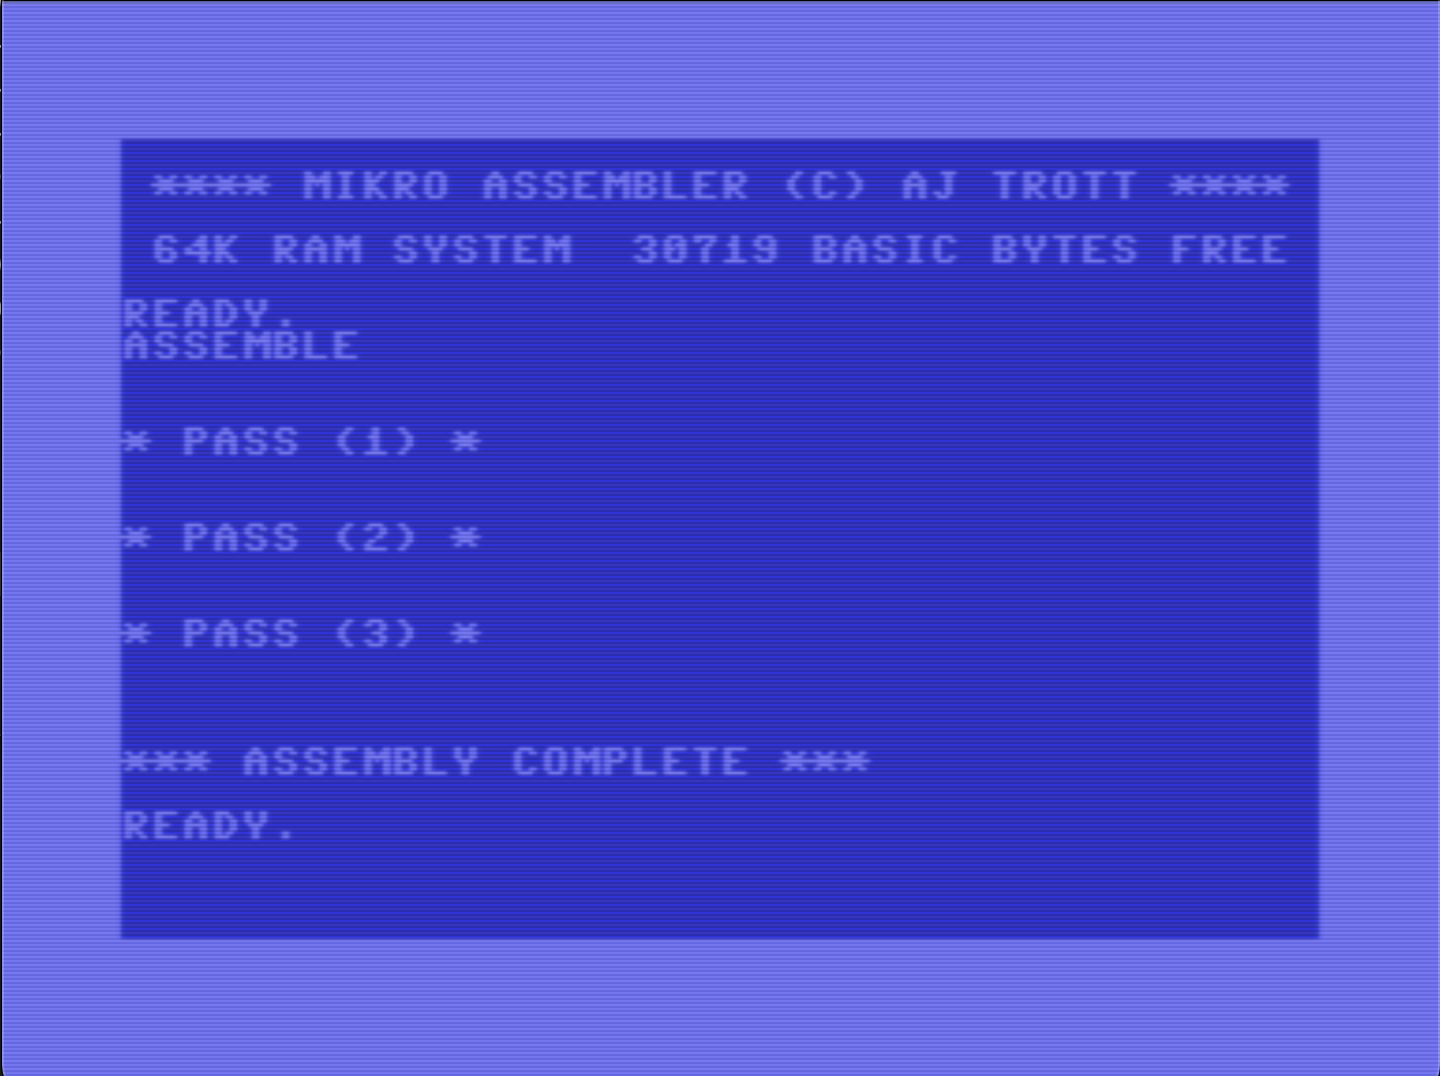 **** MIKRO ASSEMBLER (C) AJ TROTT ****
64K RAM SYSTEM  30719 BASIC BYTES FREE
READY.
ASSEMBLE
* PASS (1) *
* PASS (2) *
* PASS (3) *
*** ASSEMBLY COMPLETE ***
READY.